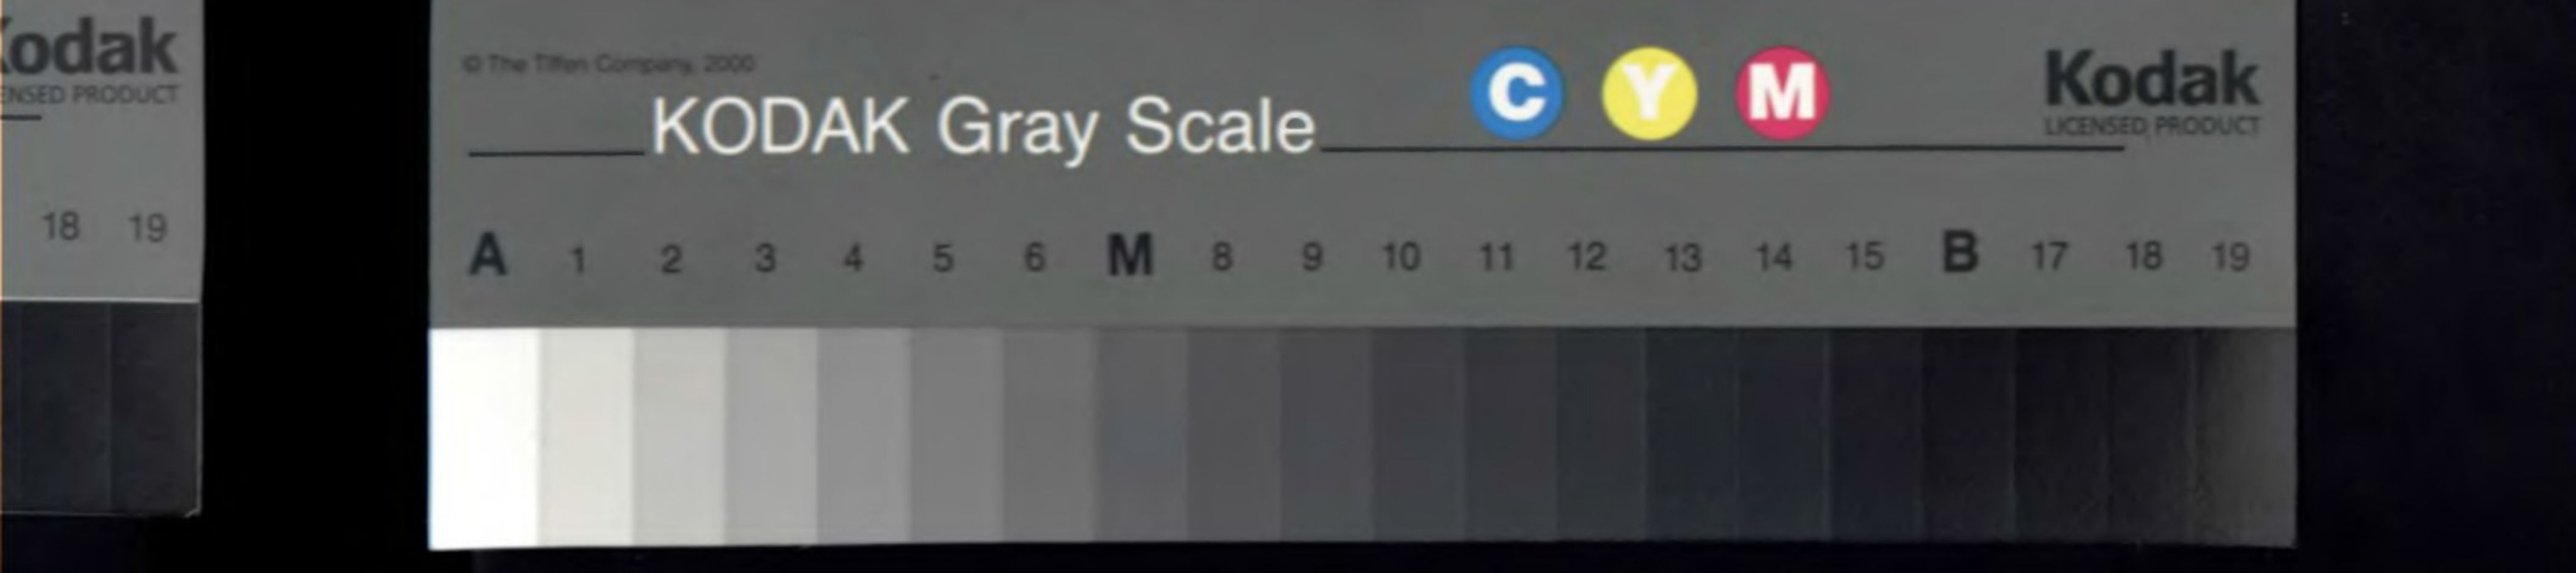 Kodak
ENSED PRODUCT
18 19
© The Tiffen Company, 2000
KODAK Gray Scale
C Y M
Kodak
LICENSED PRODUCT
A 1 2 3 4 5 6 M 8 9 10 11 12 13 14 15 B 17 18 19